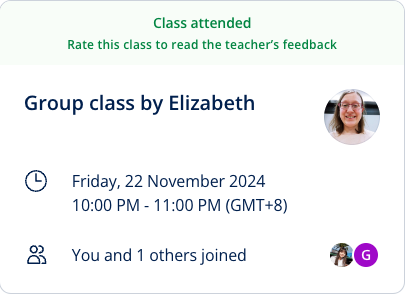 Class attended
Rate this class to read the teacher’s feedback
Group class by Elizabeth
Friday, 22 November 2024
10:00 PM - 11:00 PM (GMT+8)
You and 1 others joined
G